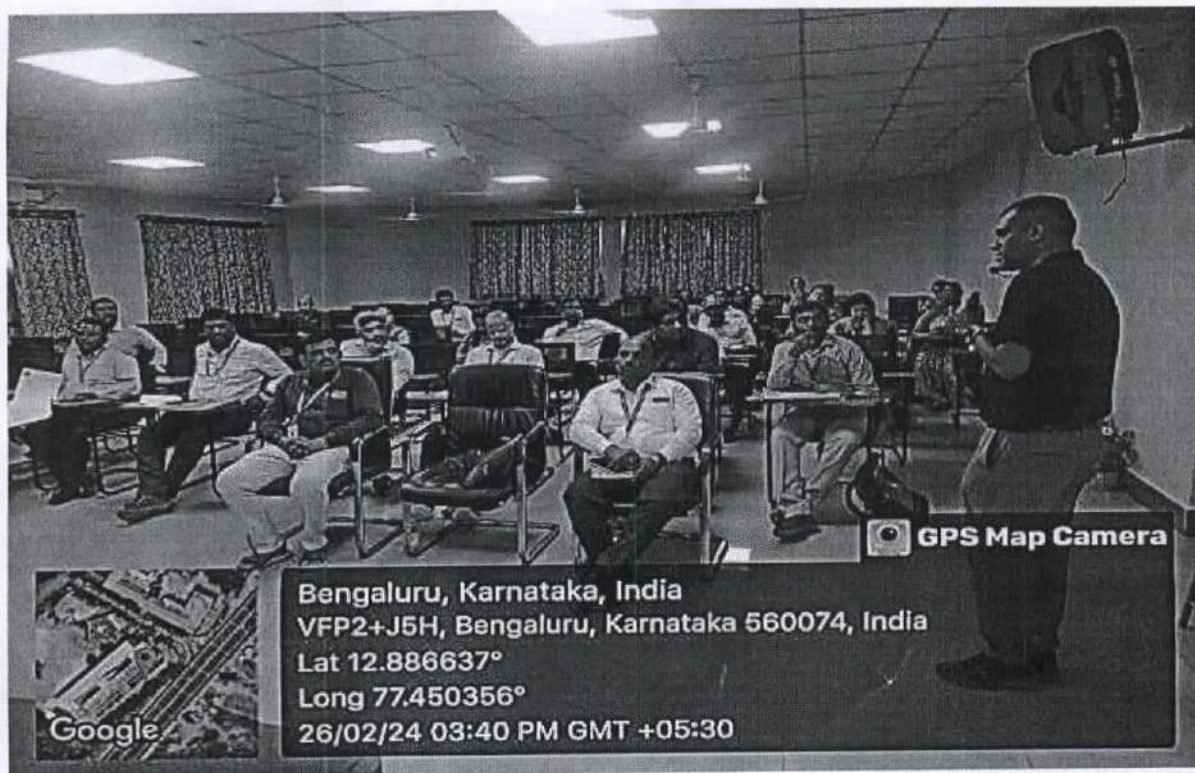 GPS Map Camera
Bengaluru, Karnataka, India
VFP2+J5H, Bengaluru, Karnataka 560074, India
Lat 12.886637°
Long 77.450356°
26/02/24 03:40 PM GMT +05:30
Google